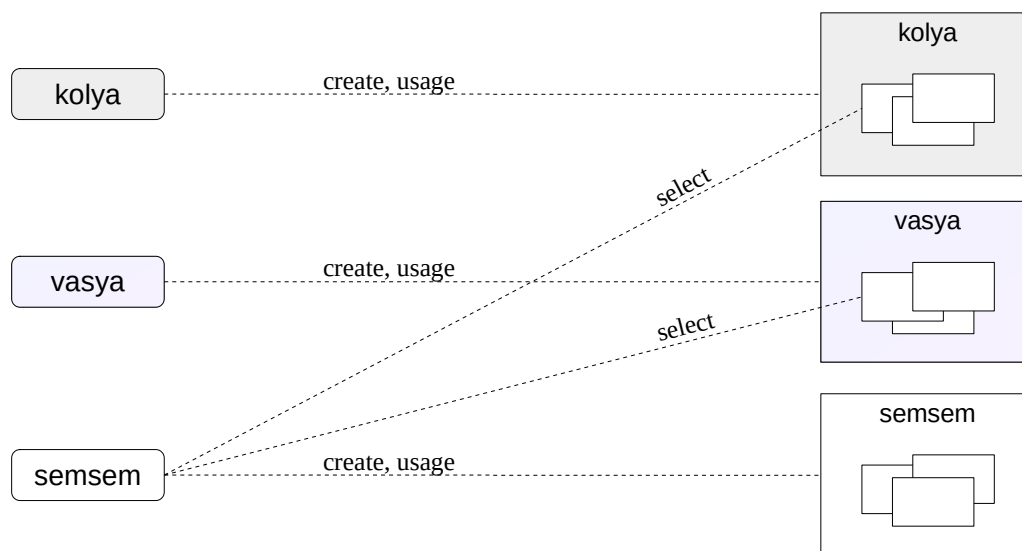 kolya
create, usage
kolya
select
vasya
create, usage
vasya
select
semsem
create, usage
semsem